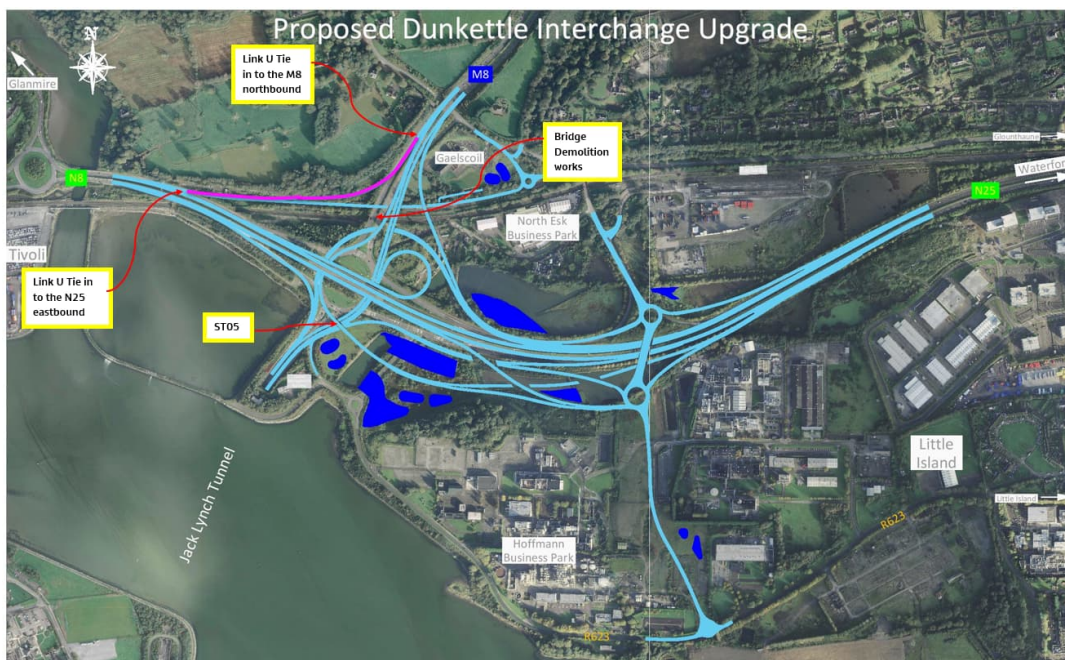 Proposed Dunkettle Interchange Upgrade
N
Glanmire
Link U Tie
in to the M8
northbound
M8
Bridge
Demolition
works
Gaelscoil
Glounthaune
Waterford
N8
N25
North Esk
Business Park
Tivoli
Link U Tie in
to the N25
eastbound
ST05
Little
Island
Jack Lynch Tunnel
Little Island
R623
Hoffmann
Business Park
R623